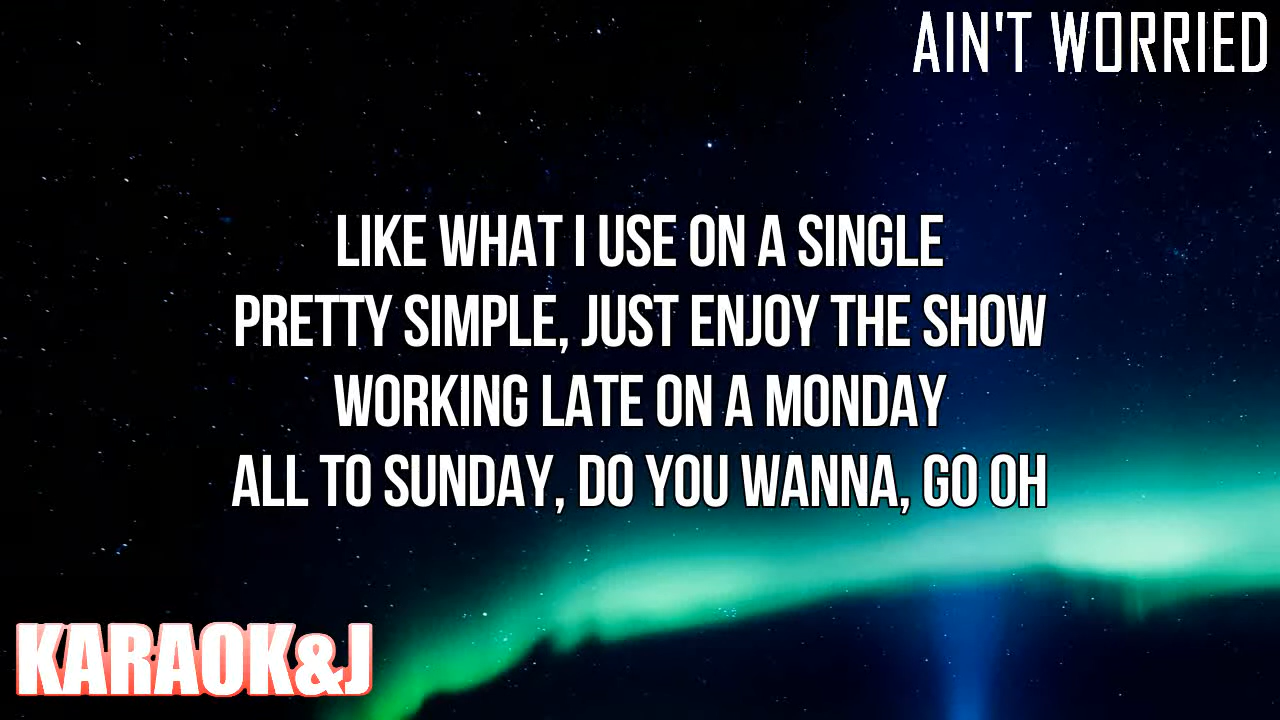 AIN'T WORRIED
LIKE WHAT I USE ON A SINGLE
PRETTY SIMPLE, JUST ENJOY THE SHOW
WORKING LATE ON A MONDAY
ALL TO SUNDAY, DO YOU WANNA, GO OH
KARAOK&J